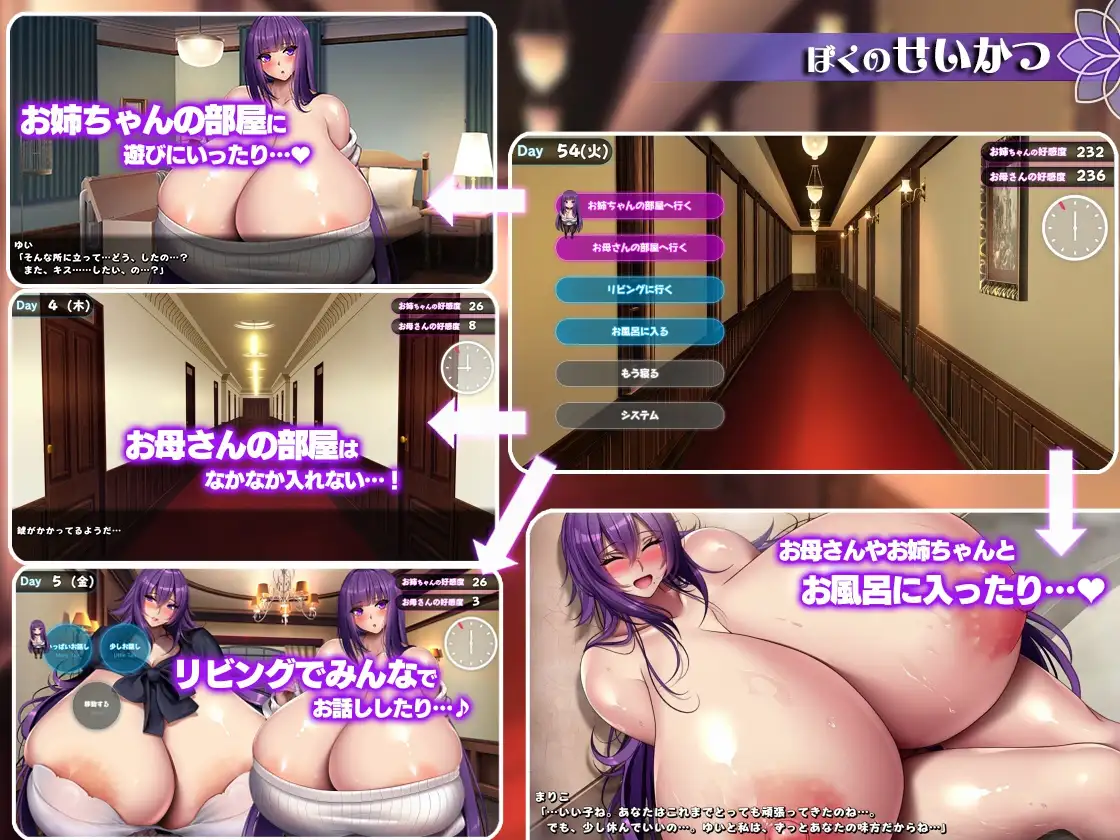 ぼくのせいかつ
お姉ちゃんの部屋に
遊びにいったり…♥
ゆい
「そんな所に立って…どう、したの…？
また、キス……したい、の…？」
Day 54(火)
お姉ちゃんの好感度 232
お母さんの好感度 236
お姉ちゃんの部屋へ行く
お母さんの部屋へ行く
リビングに行く
お風呂に入る
もう寝る
システム
Day 4 (木)
お姉ちゃんの好感度 26
お母さんの好感度 8
お母さんの部屋は
なかなか入れない…！
鍵がかかってるようだ…
Day 5 (金)
お姉ちゃんの好感度 26
お母さんの好感度 3
いっぱいお話し
少しお話し
移動する
リビングでみんなで
お話ししたり…♪
お母さんやお姉ちゃんと
お風呂に入ったり…♥
まりこ
「…いい子ね。あなたはこれまでとっても頑張ってきたのね…。
でも、少し休んでいいの…。ゆいと私は、ずっとあなたの味方だからね…」